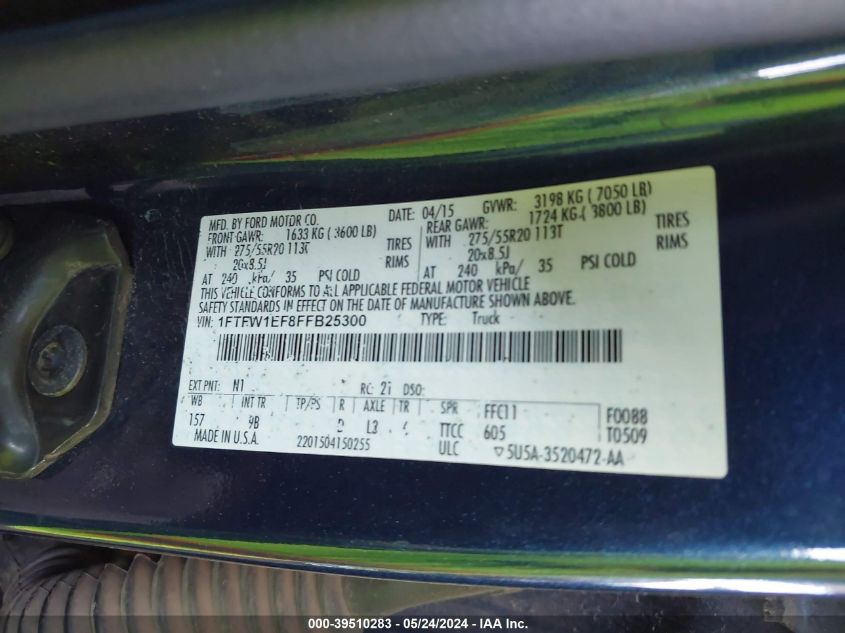 MFD. BY FORD MOTOR CO.
DATE: 04/15 GVWR: 3198 KG ( 7050 LB)
FRONT GAWR: 1633 KG ( 3600 LB)
REAR GAWR: 1724 KG ( 3800 LB)
WITH 275/55R20 113T TIRES
WITH 275/55R20 113T TIRES
20x8.5J RIMS
20x8.5J RIMS
AT 240 kPa/ 35 PSI COLD
AT 240 kPa/ 35 PSI COLD
THIS VEHICLE CONFORMS TO ALL APPLICABLE FEDERAL MOTOR VEHICLE
SAFETY STANDARDS IN EFFECT ON THE DATE OF MANUFACTURE SHOWN ABOVE.
VIN: 1FTFW1EF8FFB25300 TYPE: Truck
EXT PNT: N1 RC: 21 DSO:
WB INT TR TP/PS R AXLE TR SPR FFC11 F0088
157 9B L3 TTCC 605 T0509
MADE IN U.S.A. 2201504150255 ULC ▽5U5A-3520472-AA
000-39510283 - 05/24/2024 - IAA Inc.